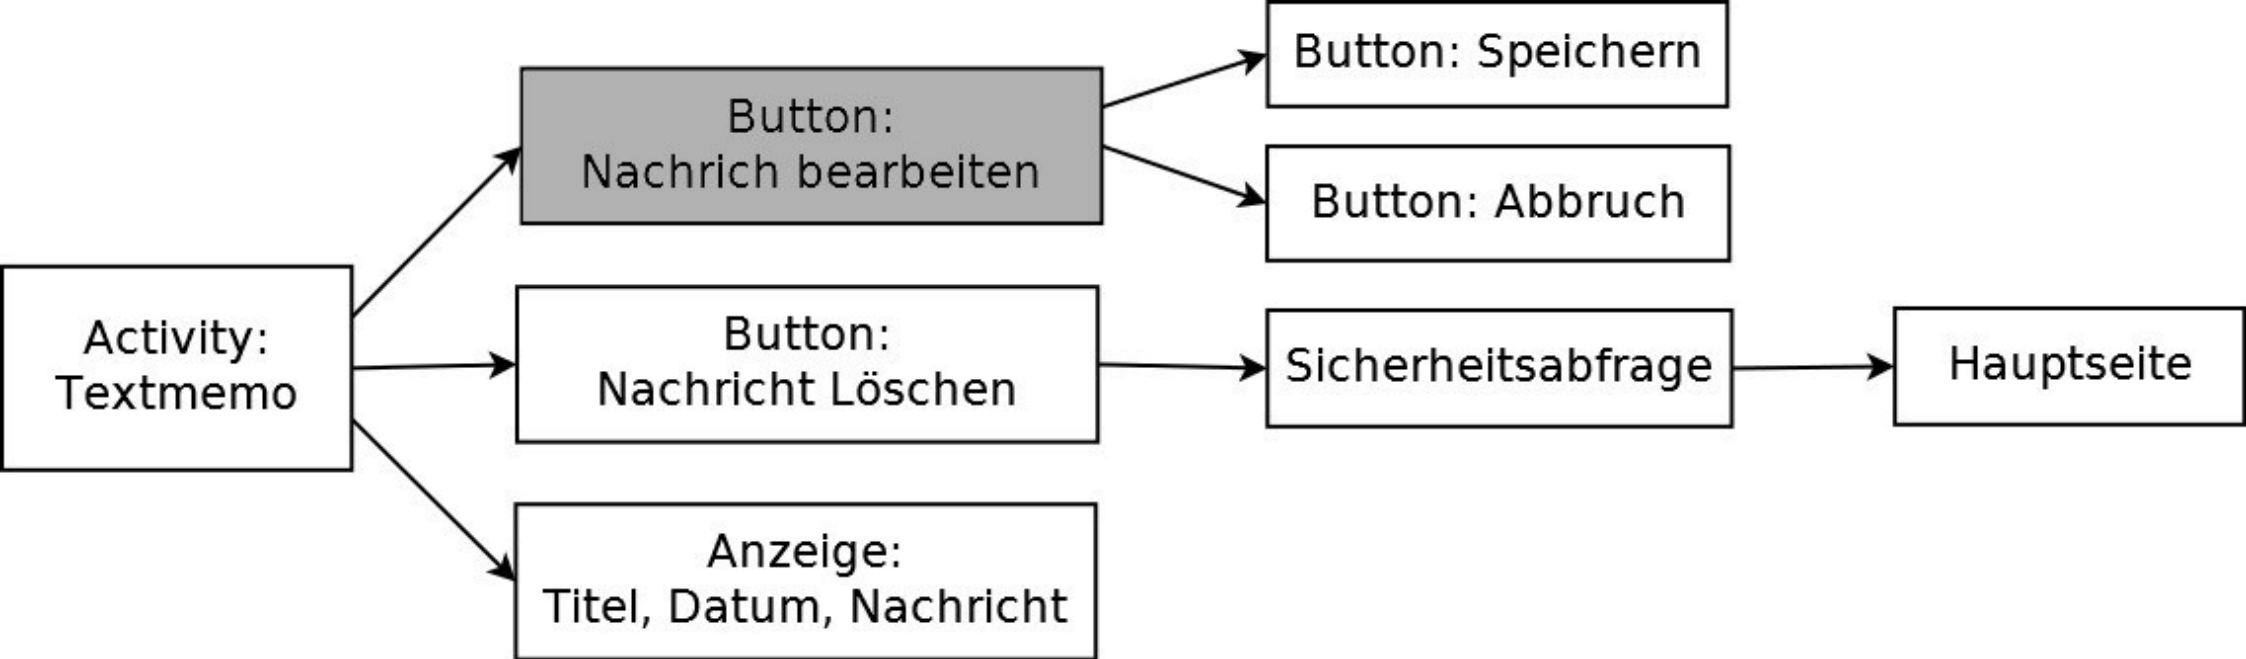 Button: Speichern
Button:
Nachrich bearbeiten
Button: Abbruch
Activity:
Textmemo
Button:
Nachricht Löschen
Sicherheitsabfrage
Hauptseite
Anzeige:
Titel, Datum, Nachricht